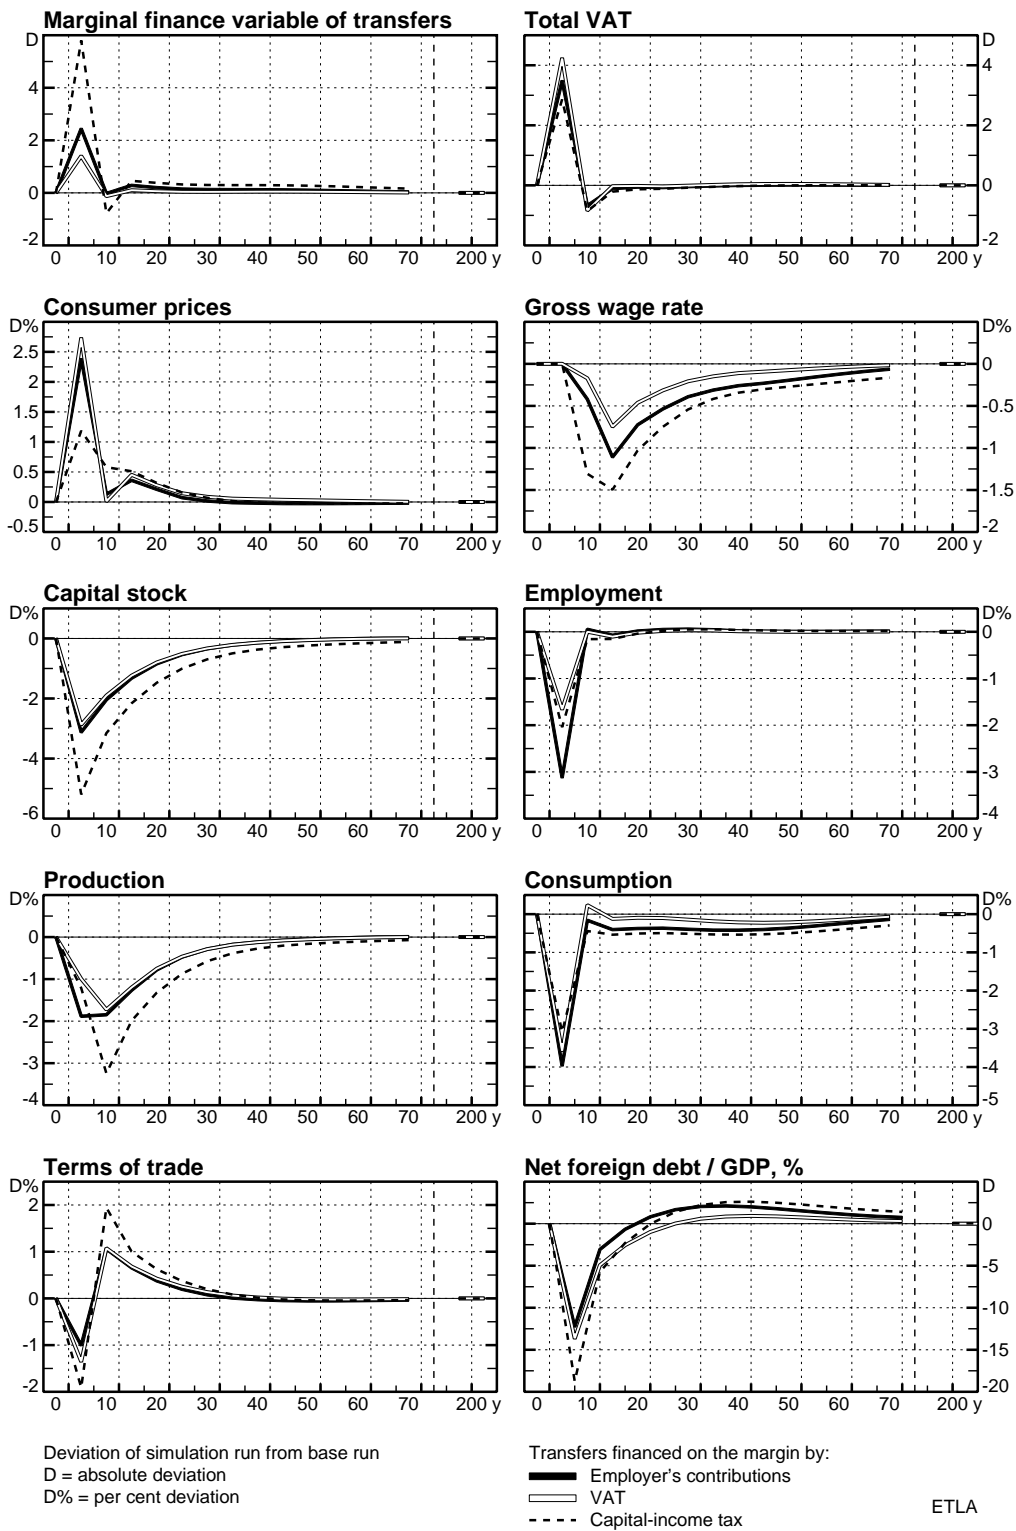 Marginal finance variable of transfers
D
4
2
0
-2
0 10 20 30 40 50 60 70 200 y
Total VAT
D
4
2
0
-2
0 10 20 30 40 50 60 70 200 y
Consumer prices
D%
2.5
2
1.5
1
0.5
0
-0.5
0 10 20 30 40 50 60 70 200 y
Gross wage rate
D%
0
-0.5
-1
-1.5
-2
0 10 20 30 40 50 60 70 200 y
Capital stock
D%
0
-2
-4
-6
0 10 20 30 40 50 60 70 200 y
Employment
D%
0
-1
-2
-3
-4
0 10 20 30 40 50 60 70 200 y
Production
D%
0
-1
-2
-3
-4
0 10 20 30 40 50 60 70 200 y
Consumption
D%
0
-1
-2
-3
-4
-5
0 10 20 30 40 50 60 70 200 y
Terms of trade
D%
2
1
0
-1
-2
0 10 20 30 40 50 60 70 200 y
Net foreign debt / GDP, %
D
0
-5
-10
-15
-20
0 10 20 30 40 50 60 70 200 y
Deviation of simulation run from base run
D = absolute deviation
D% = per cent deviation
Transfers financed on the margin by:
Employer's contributions
VAT
Capital-income tax
ETLA